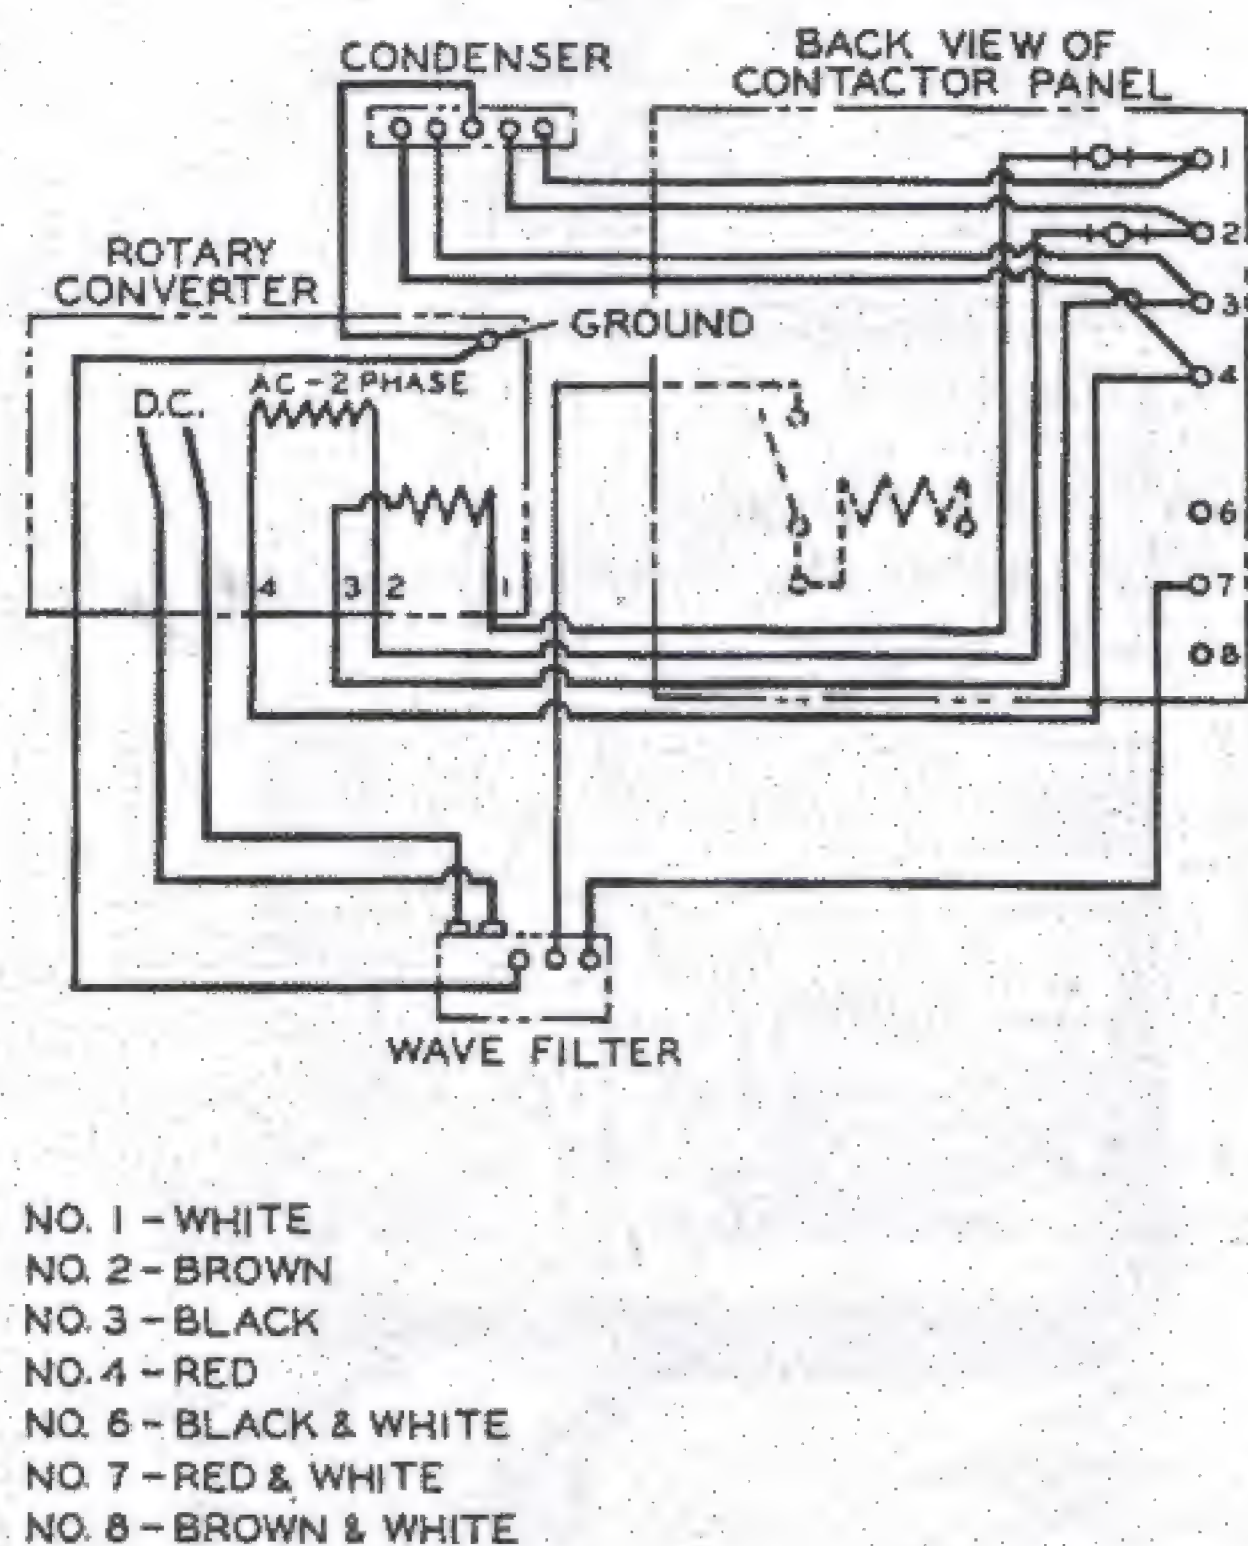 CONDENSER
BACK VIEW OF
CONTACTOR PANEL
1
2
3
4
6
7
8
ROTARY
CONVERTER
GROUND
AC-2 PHASE
D.C.
4 3 2 1
WAVE FILTER
NO. 1 - WHITE
NO. 2 - BROWN
NO. 3 - BLACK
NO. 4 - RED
NO. 6 - BLACK & WHITE
NO. 7 - RED & WHITE
NO. 8 - BROWN & WHITE